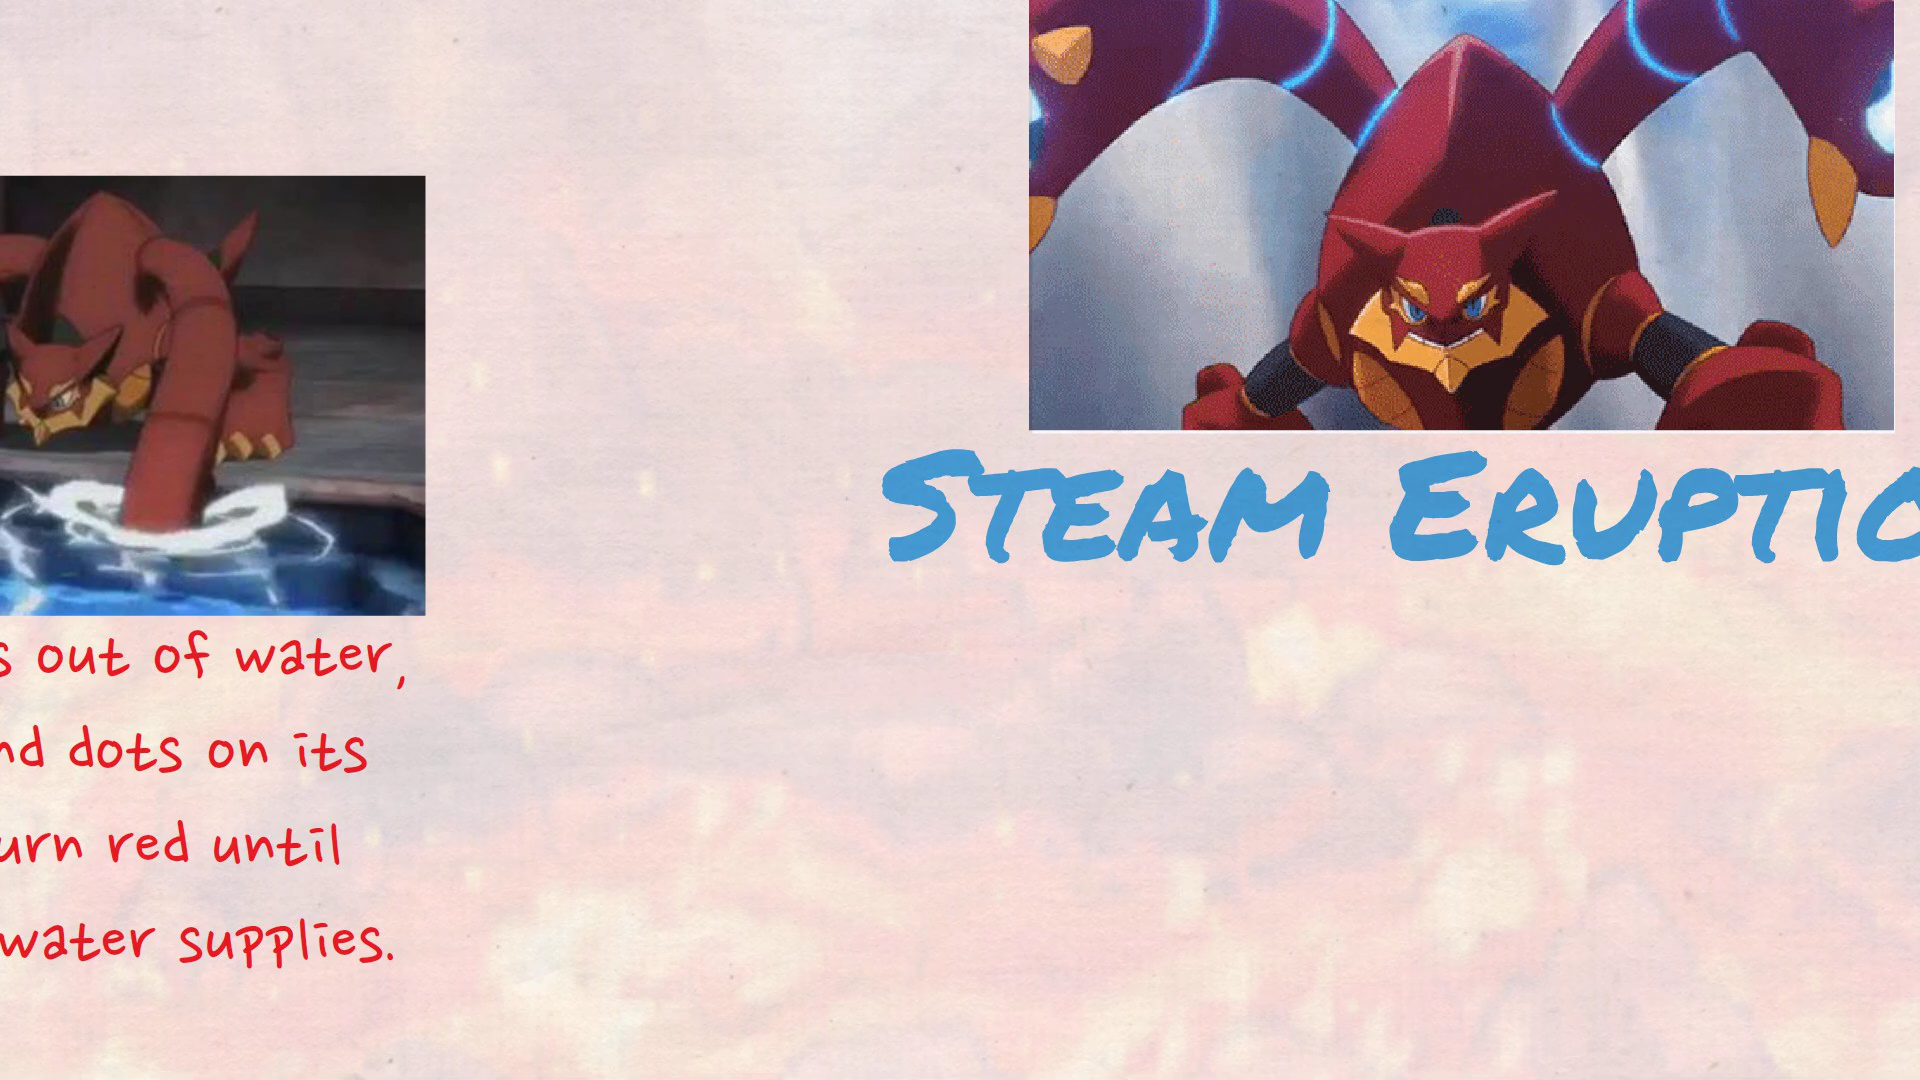 STEAM ERUPTIO
s out of water,
nd dots on its
urn red until
water supplies.